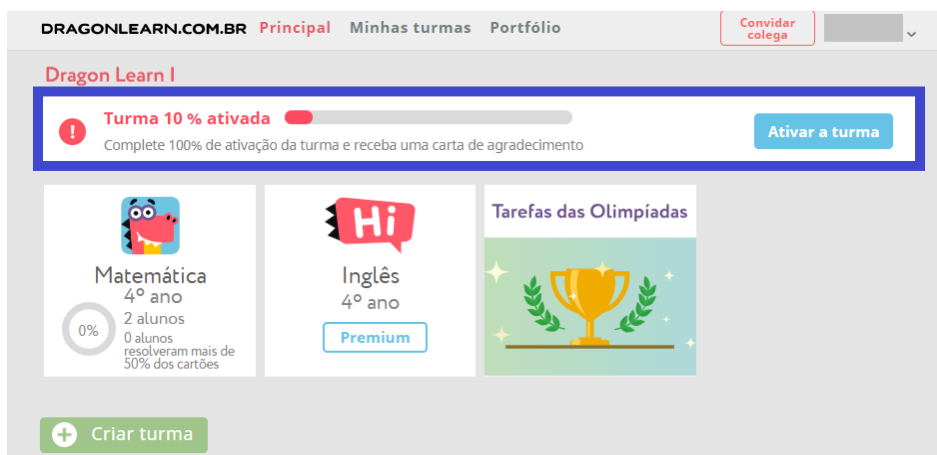 DRAGONLEARN.COM.BR Principal Minhas turmas Portfólio Convidar colega
Dragon Learn I
! Turma 10 % ativada
Complete 100% de ativação da turma e receba uma carta de agradecimento
Ativar a turma
Matemática
4º ano
0%
2 alunos
0 alunos
resolveram mais de
50% dos cartões
Hi
Inglês
4º ano
Premium
Tarefas das Olimpíadas
Criar turma